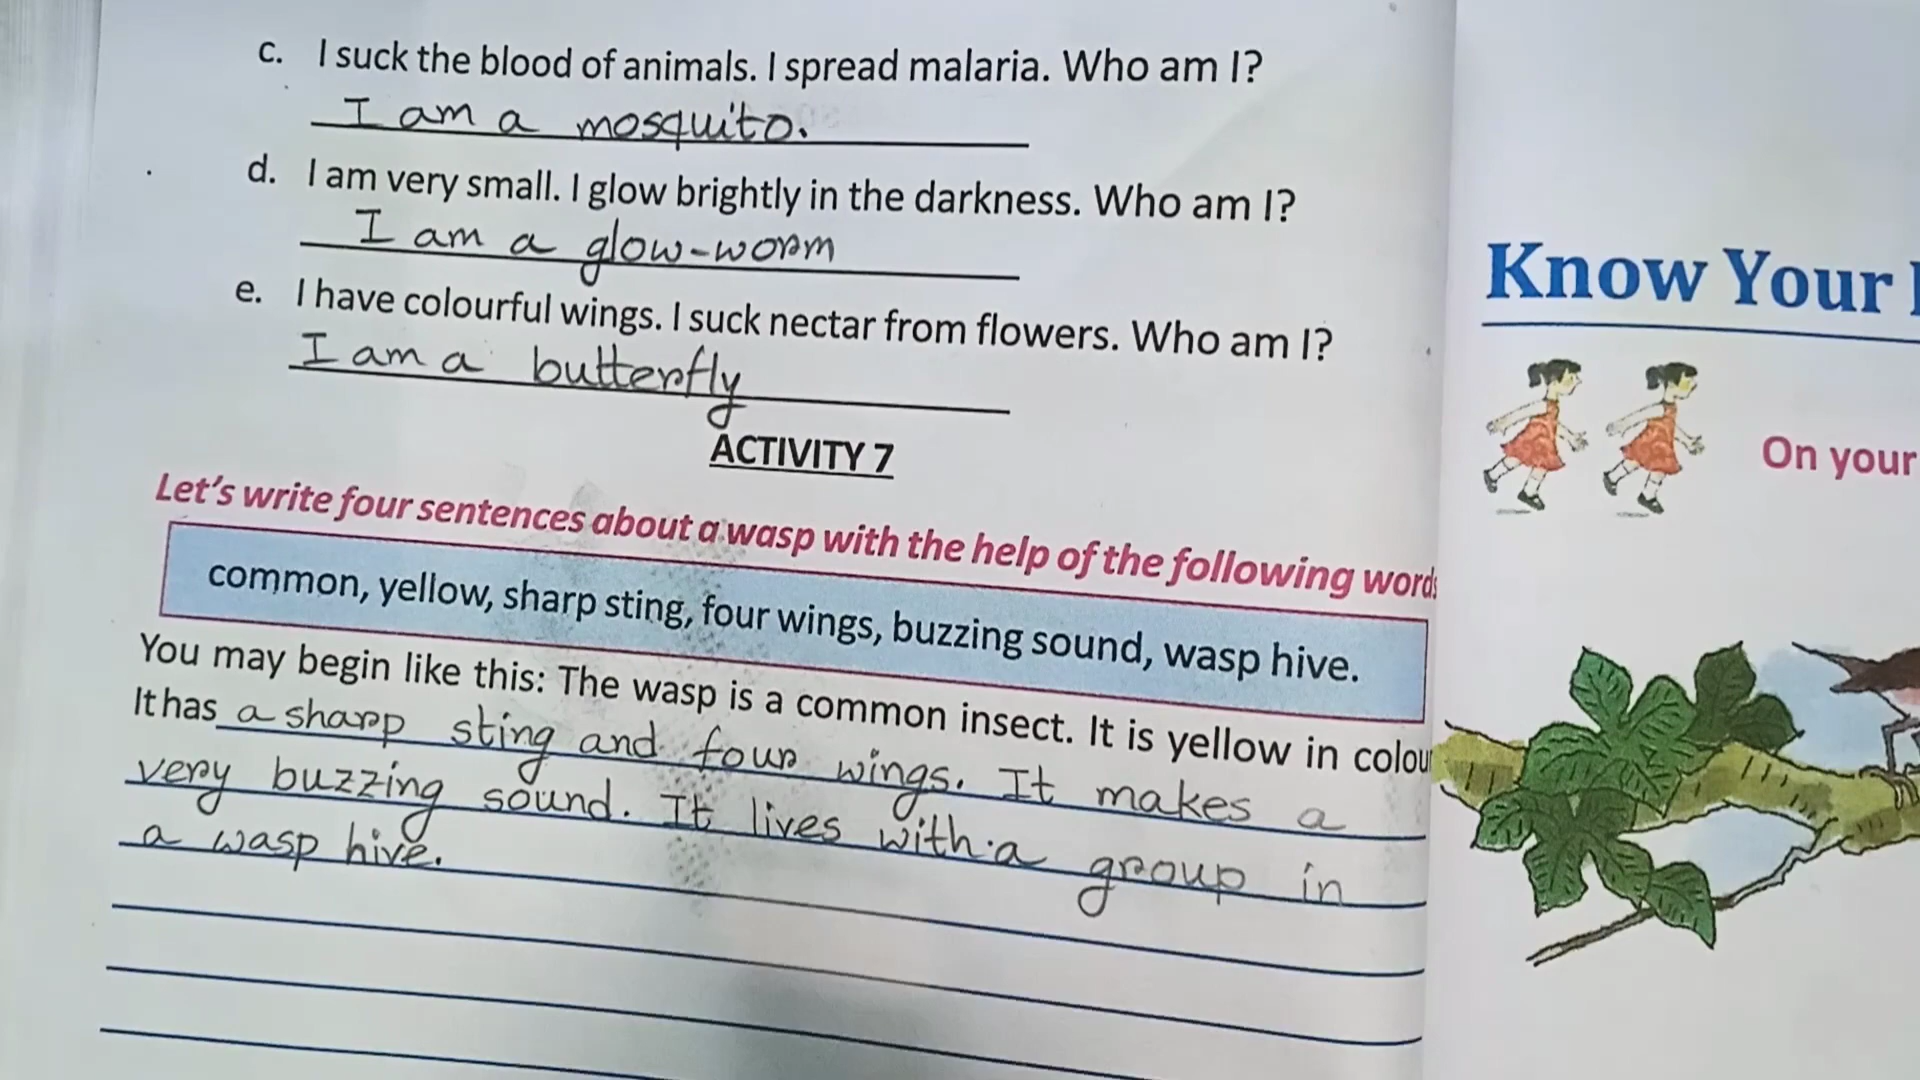 c. I suck the blood of animals. I spread malaria. Who am I?
I am a mosquito.
d. I am very small. I glow brightly in the darkness. Who am I?
I am a glow-worm
e. I have colourful wings. I suck nectar from flowers. Who am I?
I am a butterfly
ACTIVITY 7
Let's write four sentences about a wasp with the help of the following words
common, yellow, sharp sting, four wings, buzzing sound, wasp hive.
You may begin like this: The wasp is a common insect. It is yellow in colou
It has a sharp sting and four wings. It makes a
very buzzing sound. It lives with a group in
a wasp hive.
Know Your
On your